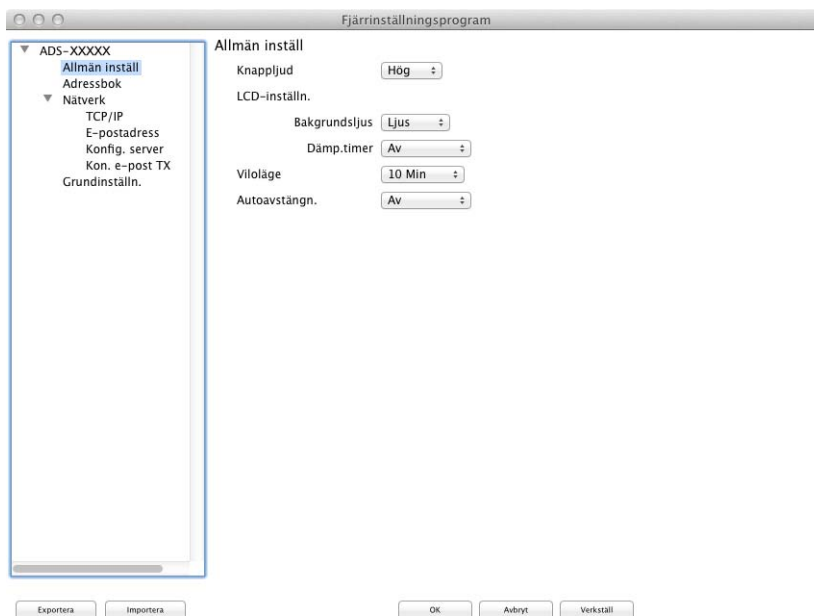 Fjärrinställningsprogram
ADS-XXXXX
Allmän inställ
Adressbok
Nätverk
TCP/IP
E-postadress
Konfig. server
Kon. e-post TX
Grundinställn.
Allmän inställ
Knappljud Hög
LCD-inställn.
Bakgrundsljus Ljus
Dämp.timer Av
Viloläge 10 Min
Autoavstängn. Av
Exportera Importera OK Avbryt Verkställ